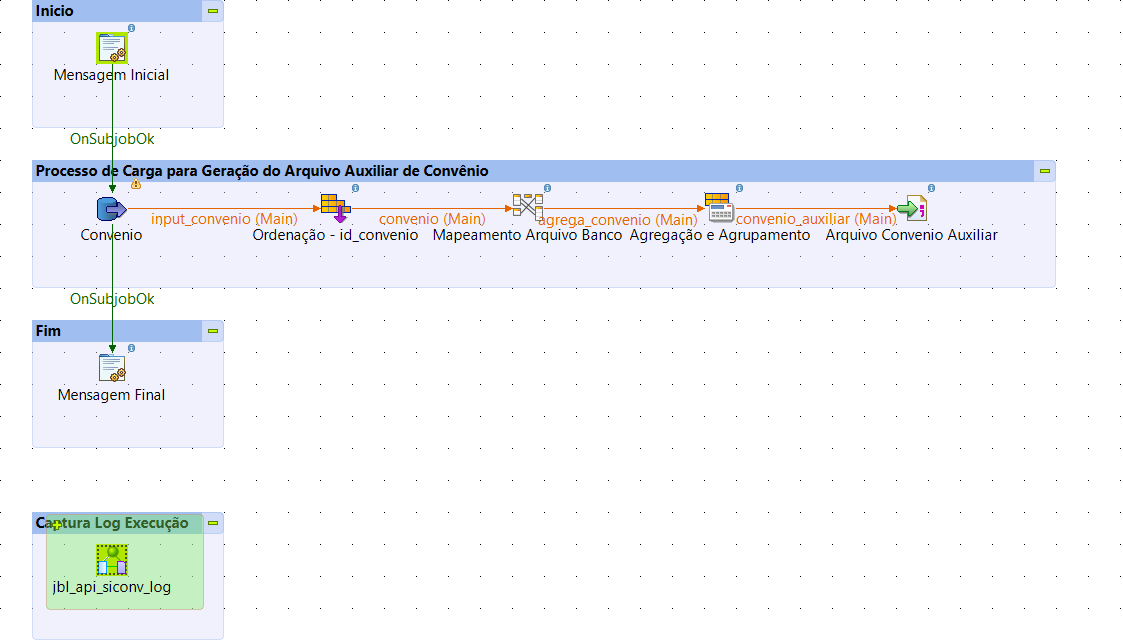 Inicio
Mensagem Inicial
OnSubjobOk
Processo de Carga para Geração do Arquivo Auxiliar de Convênio
input_convenio (Main)
convenio (Main)
agrega_convenio (Main)
convenio_auxiliar (Main)
Convenio
Ordenação - id_convenio
Mapeamento Arquivo Banco
Agregação e Agrupamento
Arquivo Convenio Auxiliar
OnSubjobOk
Fim
Mensagem Final
Captura Log Execução
jbl_api_siconv_log